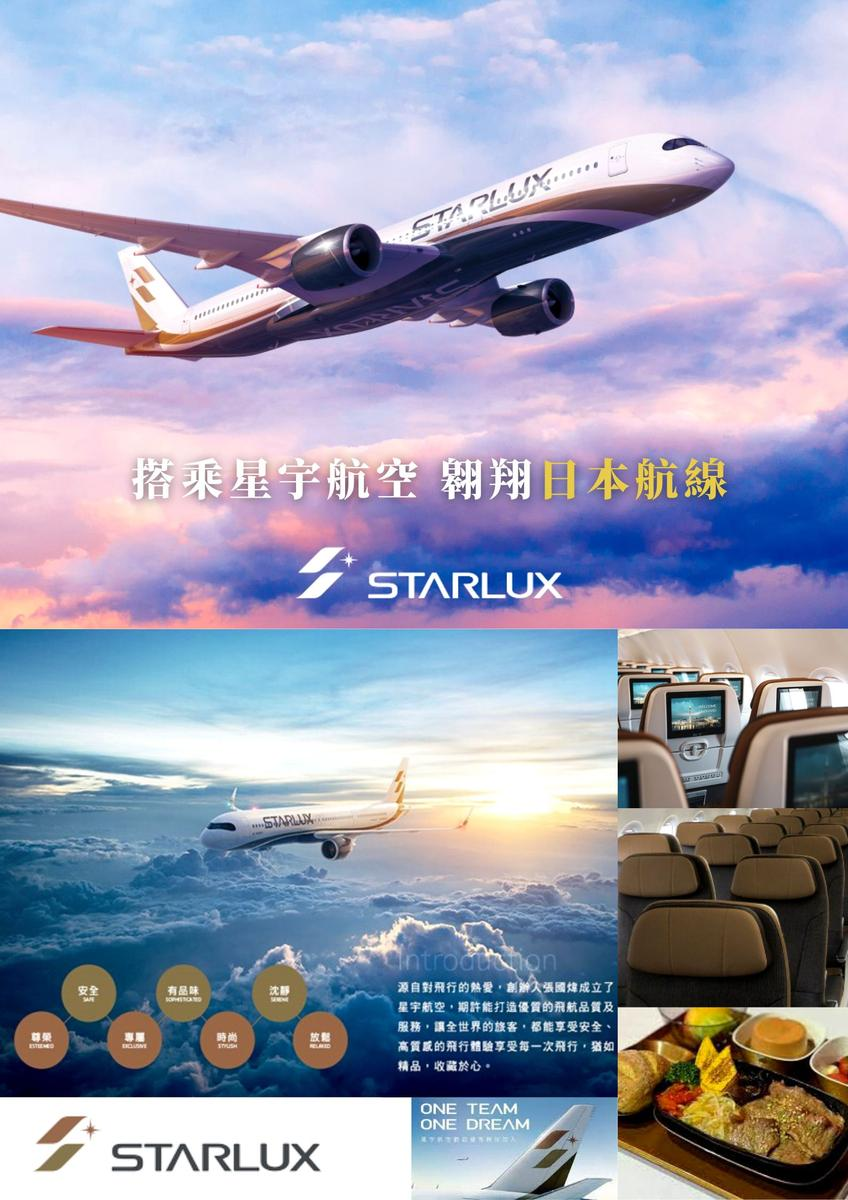 STARLUX
搭乘星宇航空 翱翔日本航線
STARLUX
STARLUX
Introduction
源自對飛行的熱愛，創辦人張國煒成立了
星宇航空，期許能打造優質的飛航品質及
服務，讓全世界的旅客，都能享受安全、
高質感的飛行體驗享受每一次飛行，猶如
精品，收藏於心。
安全
SAFE
有品味
SOPHISTICATED
沈靜
SERENE
尊榮
ESTEEMED
專屬
EXCLUSIVE
時尚
STYLISH
放鬆
RELAXED
STARLUX
ONE TEAM
ONE DREAM